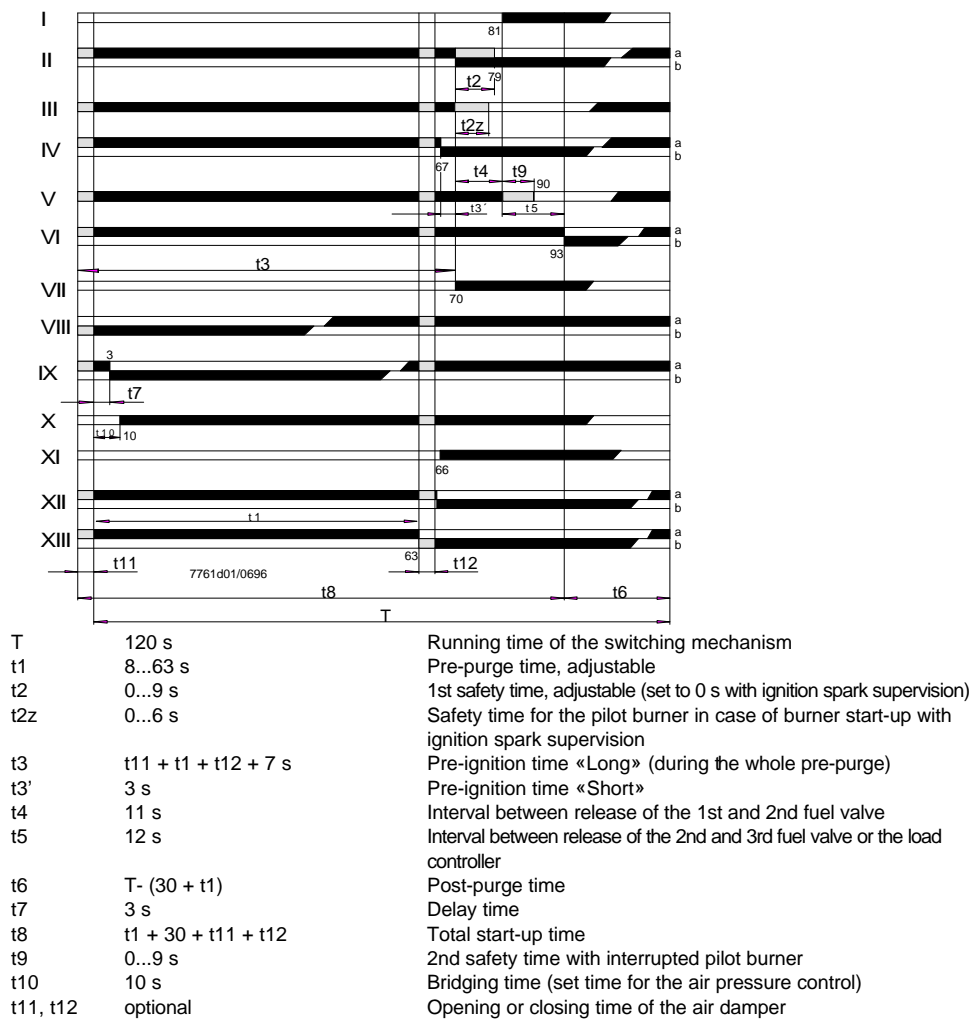 I
81
II
a
b
79
t2
III
t2z
IV
a
b
67
t4
t9
90
V
t3´
t5
VI
a
b
93
t3
VII
70
VIII
a
b
3
IX
a
b
t7
X
t10
10
XI
66
XII
a
b
t1
XIII
a
b
63
t11
t12
7761d01/0696
t8
t6
T
T 120 s Running time of the switching mechanism
t1 8...63 s Pre-purge time, adjustable
t2 0...9 s 1st safety time, adjustable (set to 0 s with ignition spark supervision)
t2z 0...6 s Safety time for the pilot burner in case of burner start-up with
ignition spark supervision
t3 t11 + t1 + t12 + 7 s Pre-ignition time «Long» (during the whole pre-purge)
t3’ 3 s Pre-ignition time «Short»
t4 11 s Interval between release of the 1st and 2nd fuel valve
t5 12 s Interval between release of the 2nd and 3rd fuel valve or the load
controller
t6 T- (30 + t1) Post-purge time
t7 3 s Delay time
t8 t1 + 30 + t11 + t12 Total start-up time
t9 0...9 s 2nd safety time with interrupted pilot burner
t10 10 s Bridging time (set time for the air pressure control)
t11, t12 optional Opening or closing time of the air damper